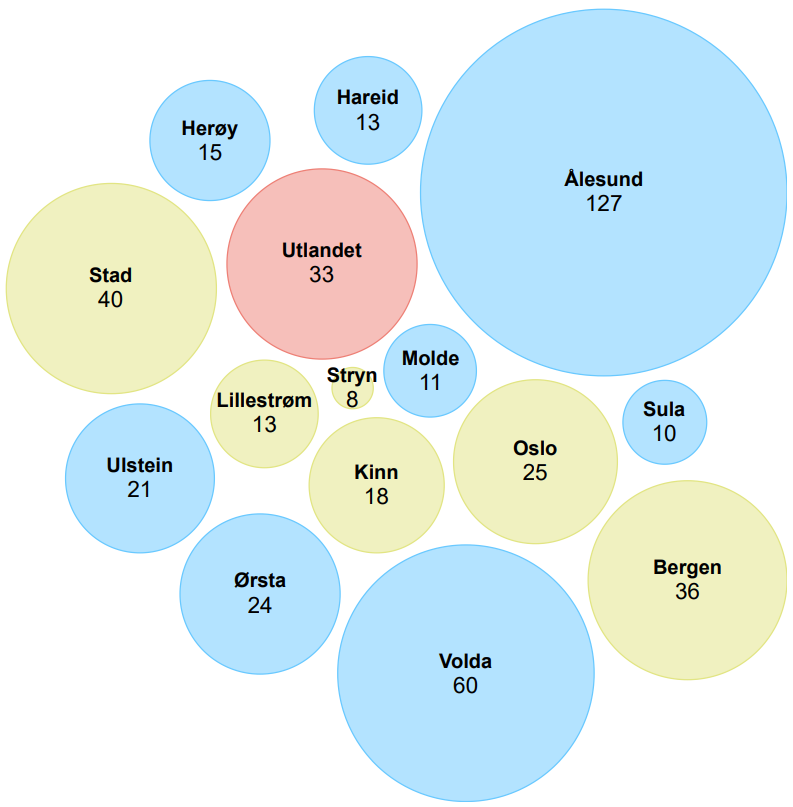 Hareid
13
Herøy
15
Ålesund
127
Utlandet
33
Stad
40
Molde
11
Stryn
8
Lillestrøm
13
Sula
10
Oslo
25
Ulstein
21
Kinn
18
Bergen
36
Ørsta
24
Volda
60